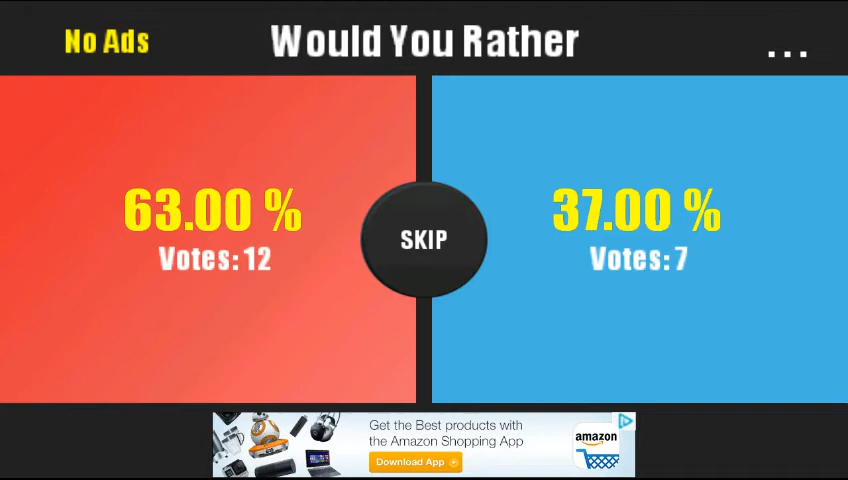 No Ads
Would You Rather
...
63.00 %
Votes: 12
SKIP
37.00 %
Votes: 7
Get the Best products with
the Amazon Shopping App
Download App
amazon